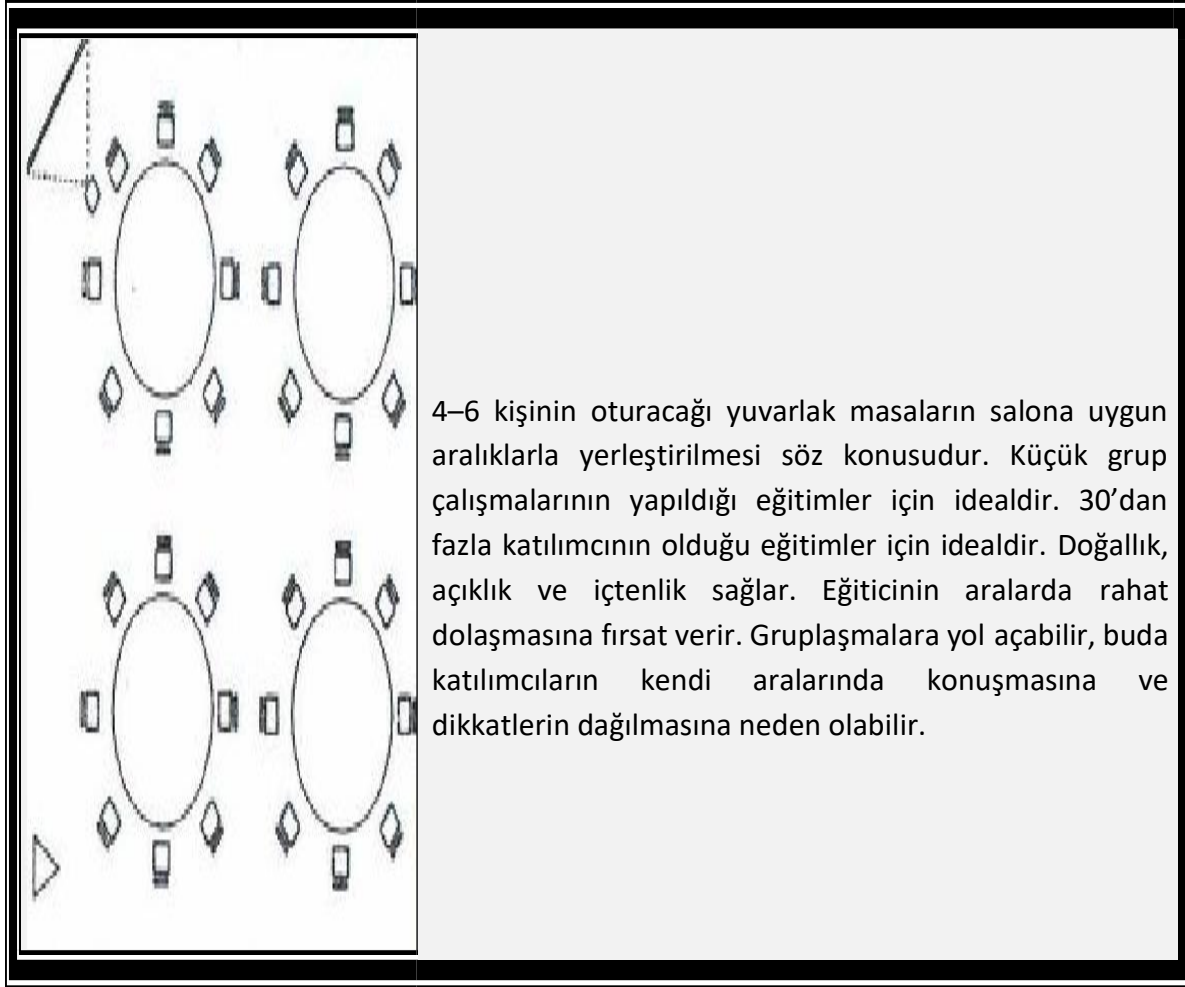 4–6 kişinin oturacağı yuvarlak masaların salona uygun
aralıklarla yerleştirilmesi söz konusudur. Küçük grup
çalışmalarının yapıldığı eğitimler için idealdir. 30’dan
fazla katılımcının olduğu eğitimler için idealdir. Doğallık,
açıklık ve içtenlik sağlar. Eğiticinin aralarda rahat
dolaşmasına fırsat verir. Gruplaşmalara yol açabilir, buda
katılımcıların kendi aralarında konuşmasına ve
dikkatlerin dağılmasına neden olabilir.